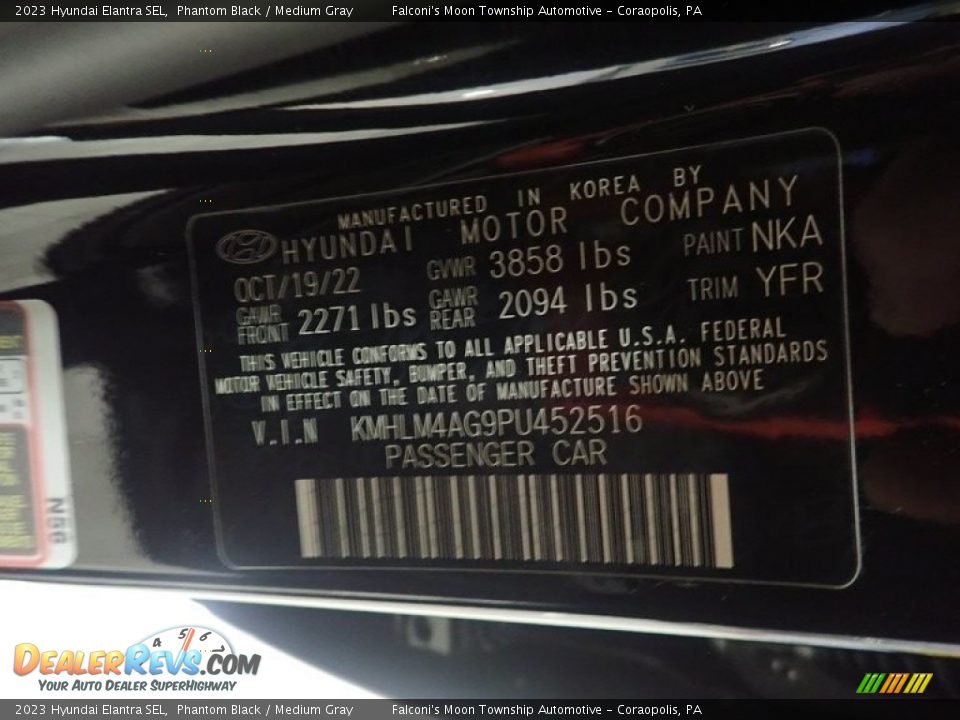 2023 Hyundai Elantra SEL,  Phantom Black / Medium Gray        Falconi's Moon Township Automotive - Coraopolis, PA
MANUFACTURED IN KOREA BY
HYUNDAI MOTOR COMPANY
OCT/19/22 GVWR 3858 lbs PAINT NKA
GAWR FRONT 2271 lbs GAWR REAR 2094 lbs TRIM YFR
THIS VEHICLE CONFORMS TO ALL APPLICABLE U.S.A. FEDERAL
MOTOR VEHICLE SAFETY, BUMPER, AND THEFT PREVENTION STANDARDS
IN EFFECT ON THE DATE OF MANUFACTURE SHOWN ABOVE
V.I.N KMHLM4AG9PU452516
PASSENGER CAR
N5G
4 5 6
DealerRevs.com
Your Auto Dealer SuperHighway
2023 Hyundai Elantra SEL,  Phantom Black / Medium Gray        Falconi's Moon Township Automotive - Coraopolis, PA